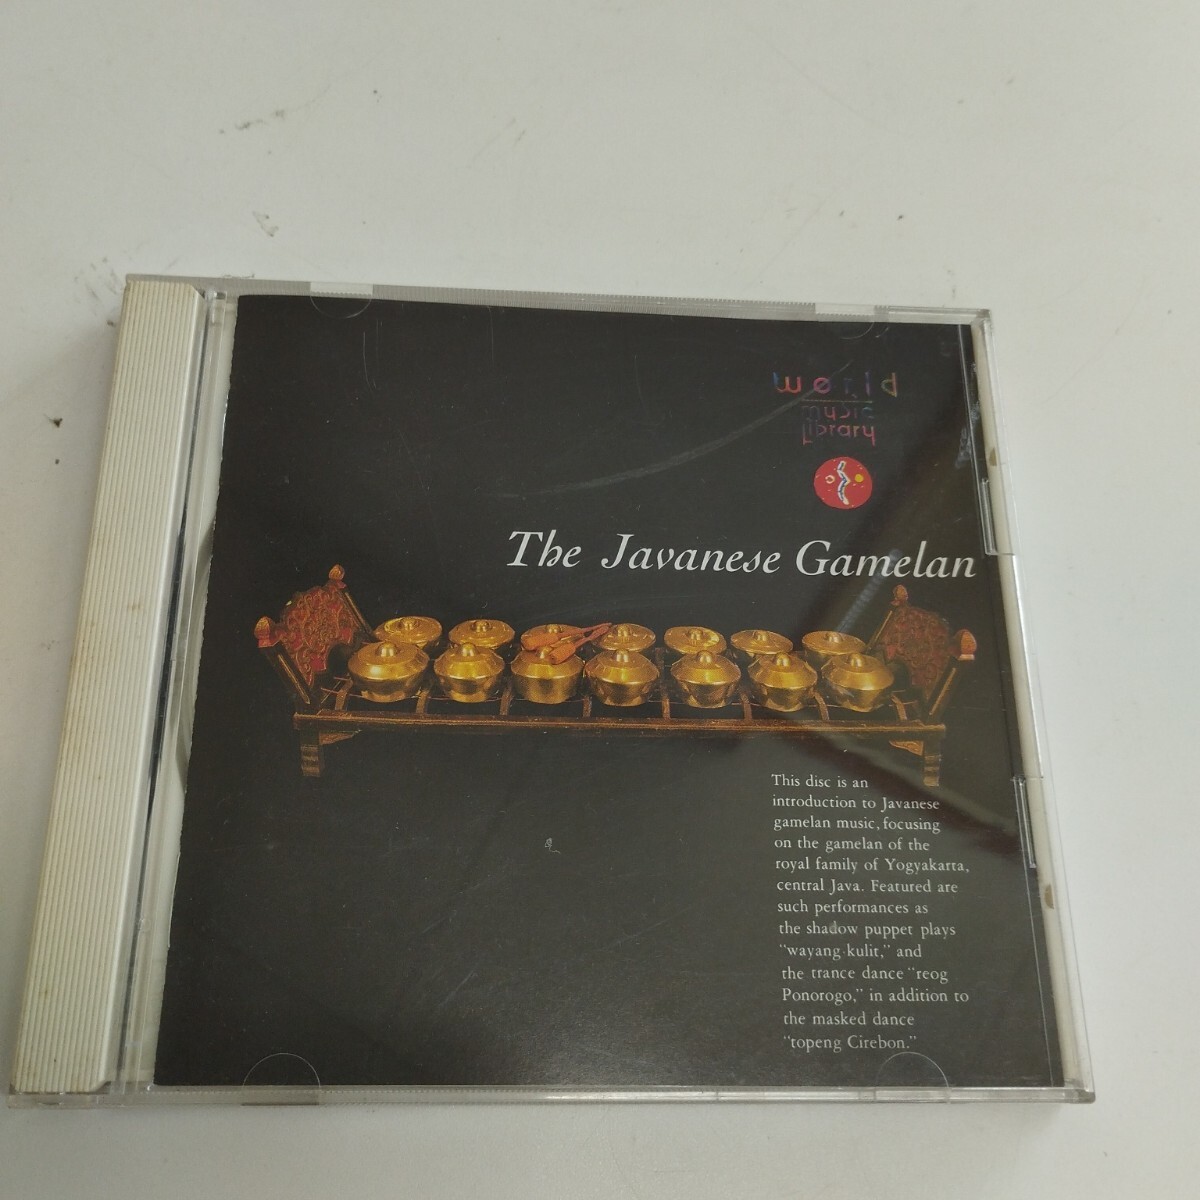 world
music
library
The Javanese Gamelan
This disc is an
introduction to Javanese
gamelan music, focusing
on the gamelan of the
royal family of Yogyakarta,
central Java. Featured are
such performances as
the shadow puppet plays
"wayang kulit," and
the trance dance "reog
Ponorogo," in addition to
the masked dance
"topeng Cirebon."